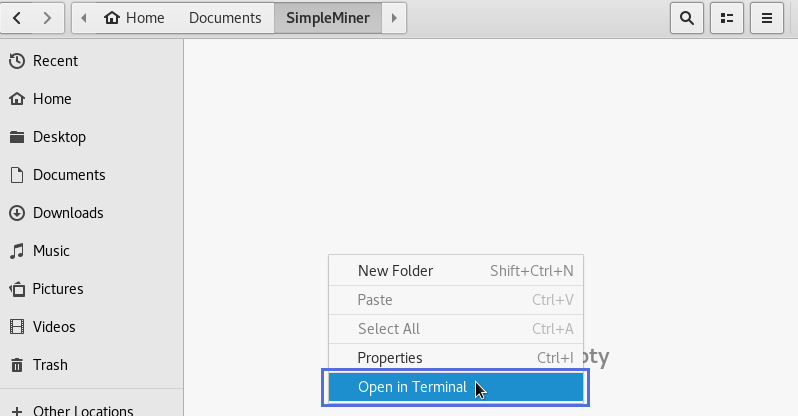 Home Documents SimpleMiner
Recent
Home
Desktop
Documents
Downloads
Music
Pictures
Videos
Trash
Other Locations
New Folder Shift+Ctrl+N
Paste Ctrl+V
Select All Ctrl+A
Properties Ctrl+I
Open in Terminal